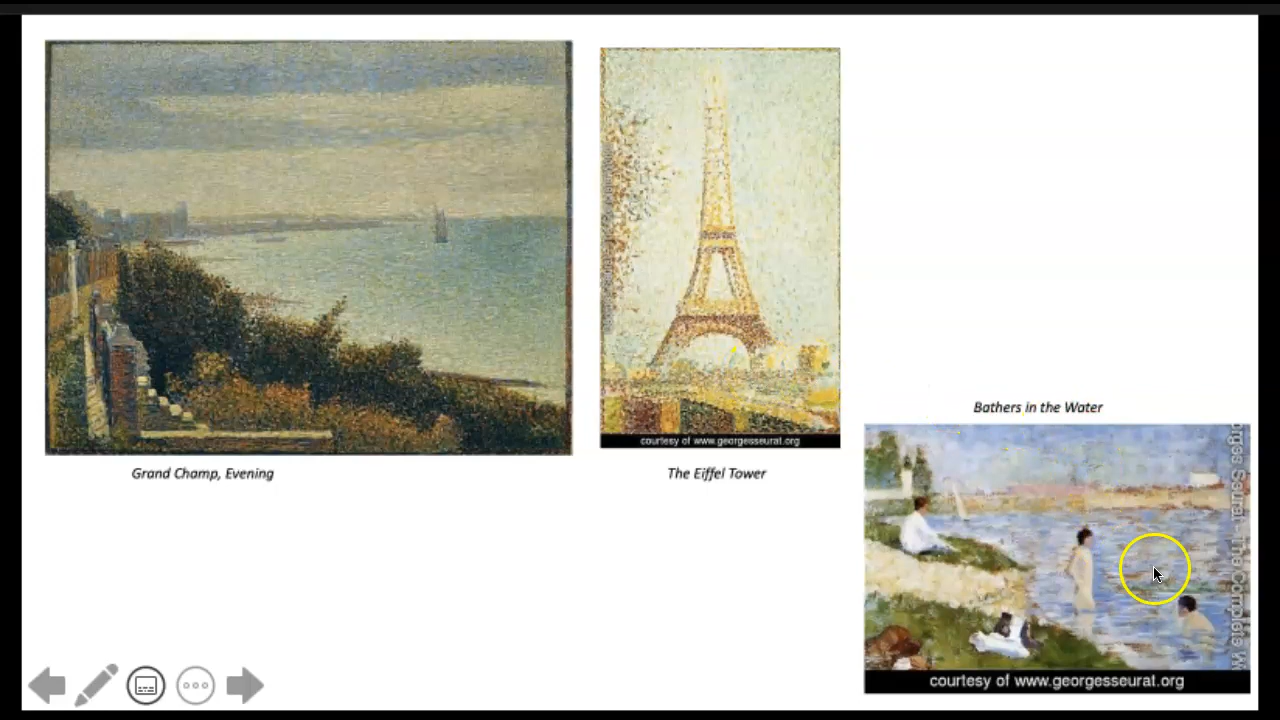 courtesy of www.georgesseurat.org
Grand Champ, Evening
The Eiffel Tower
Bathers in the Water
courtesy of www.georgesseurat.org